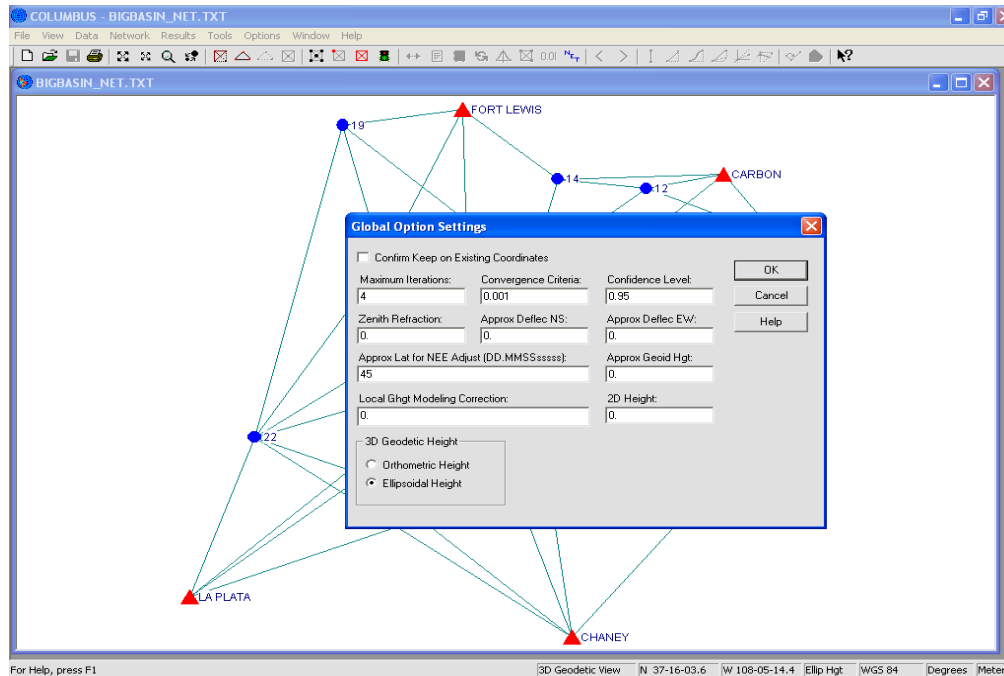 COLUMBUS - BIGBASIN_NET.TXT
File View Data Network Results Tools Options Window Help
BIGBASIN_NET.TXT
FORT LEWIS
19
CARBON
14
12
Global Option Settings
Confirm Keep on Existing Coordinates
OK
Maximum Iterations: Convergence Criteria: Confidence Level:
4 0.001 0.95
Cancel
Zenith Refraction: Approx Deflec NS: Approx Deflec EW:
Help
0. 0. 0.
Approx Lat for NEE Adjust (DD.MMSSsssss): Approx Geoid Hgt:
45 0.
Local Ghgt Modeling Correction: 2D Height:
0. 0.
22
3D Geodetic Height
Orthometric Height
Ellipsoidal Height
LA PLATA
CHANEY
For Help, press F1 3D Geodetic View N 37-16-03.6 W 108-05-14.4 Ellip Hgt WGS 84 Degrees Meter